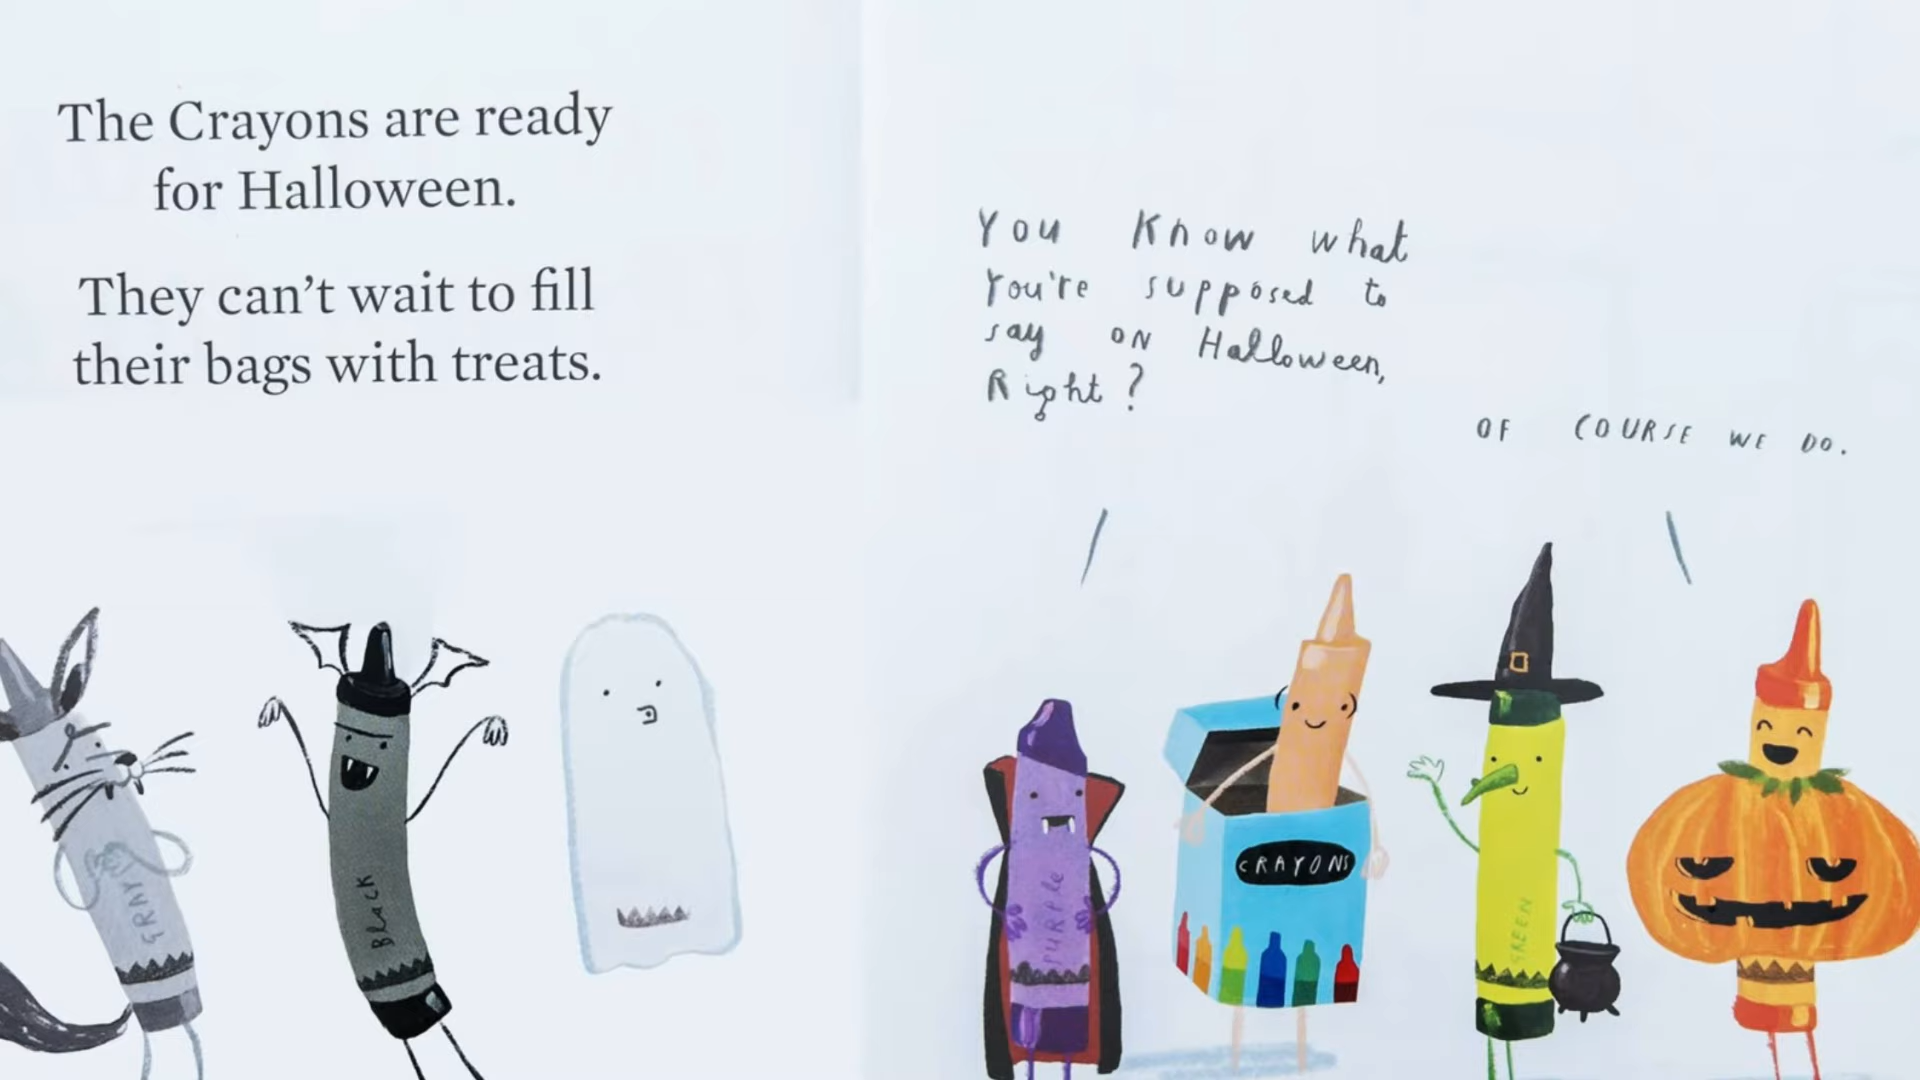 The Crayons are ready
for Halloween.
They can't wait to fill
their bags with treats.
You Know what
You're supposed to
say ON Halloween,
Right?
OF COURSE WE DO.
GRAY
BLACK
PURPLE
CRAYONS
GREEN